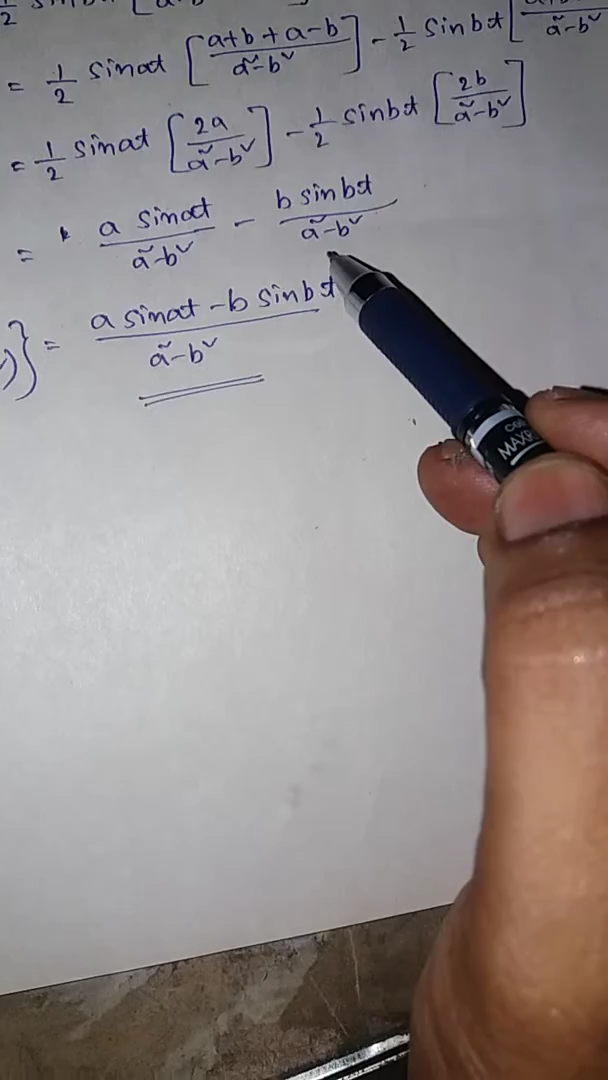 = 1/2 sinat [(a+b+a-b)/(a²-b²)] - 1/2 sinbt [
= 1/2 sinat [2a/(a²-b²)] - 1/2 sinbt [2b/(a²-b²)]
= a sinat/(a²-b²) - b sinbt/(a²-b²)
)} = (a sinat - b sinbt)/(a²-b²)
MAXR